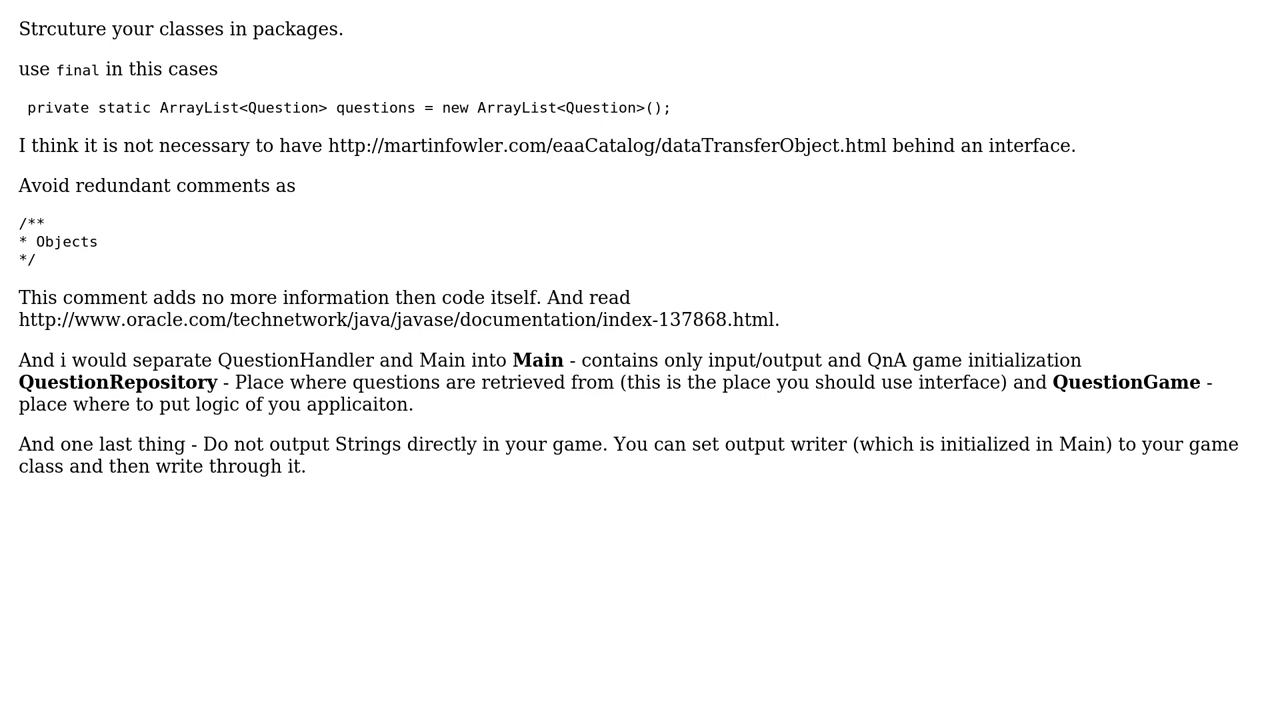 Strcuture your classes in packages.
use final in this cases
private static ArrayList<Question> questions = new ArrayList<Question>();
I think it is not necessary to have http://martinfowler.com/eaaCatalog/dataTransferObject.html behind an interface.
Avoid redundant comments as
/**
* Objects
*/
This comment adds no more information then code itself. And read
http://www.oracle.com/technetwork/java/javase/documentation/index-137868.html.
And i would separate QuestionHandler and Main into Main - contains only input/output and QnA game initialization
QuestionRepository - Place where questions are retrieved from (this is the place you should use interface) and QuestionGame -
place where to put logic of you applicaiton.
And one last thing - Do not output Strings directly in your game. You can set output writer (which is initialized in Main) to your game
class and then write through it.